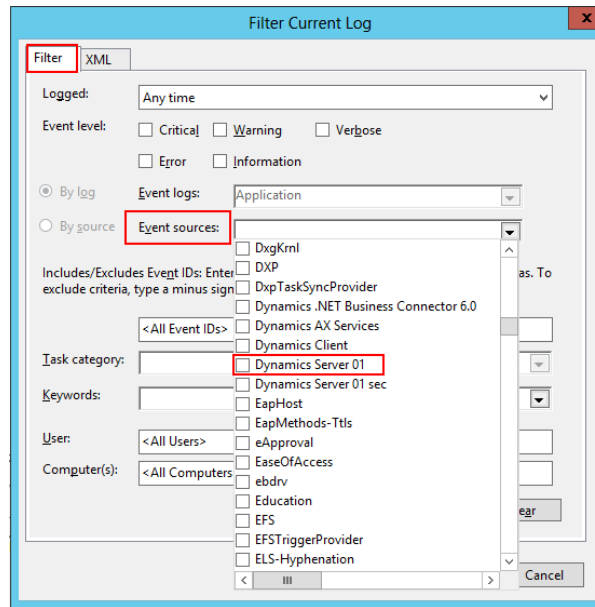 Filter Current Log
x
Filter XML
Logged: Any time
Event level: Critical Warning Verbose
Error Information
By log Event logs: Application
By source Event sources:
DxgKrnl
DXP
Includes/Excludes Event IDs: Enter as. To
DxpTaskSyncProvider
exclude criteria, type a minus sign
Dynamics .NET Business Connector 6.0
<All Event IDs> Dynamics AX Services
Dynamics Client
Task category: Dynamics Server 01
Dynamics Server 01 sec
Keywords: EapHost
EapMethods-Ttls
User: <All Users> eApproval
EaseOfAccess
Computer(s): <All Computers ebdrv
Education
EFS
EFSTriggerProvider
ELS-Hyphenation
Cancel